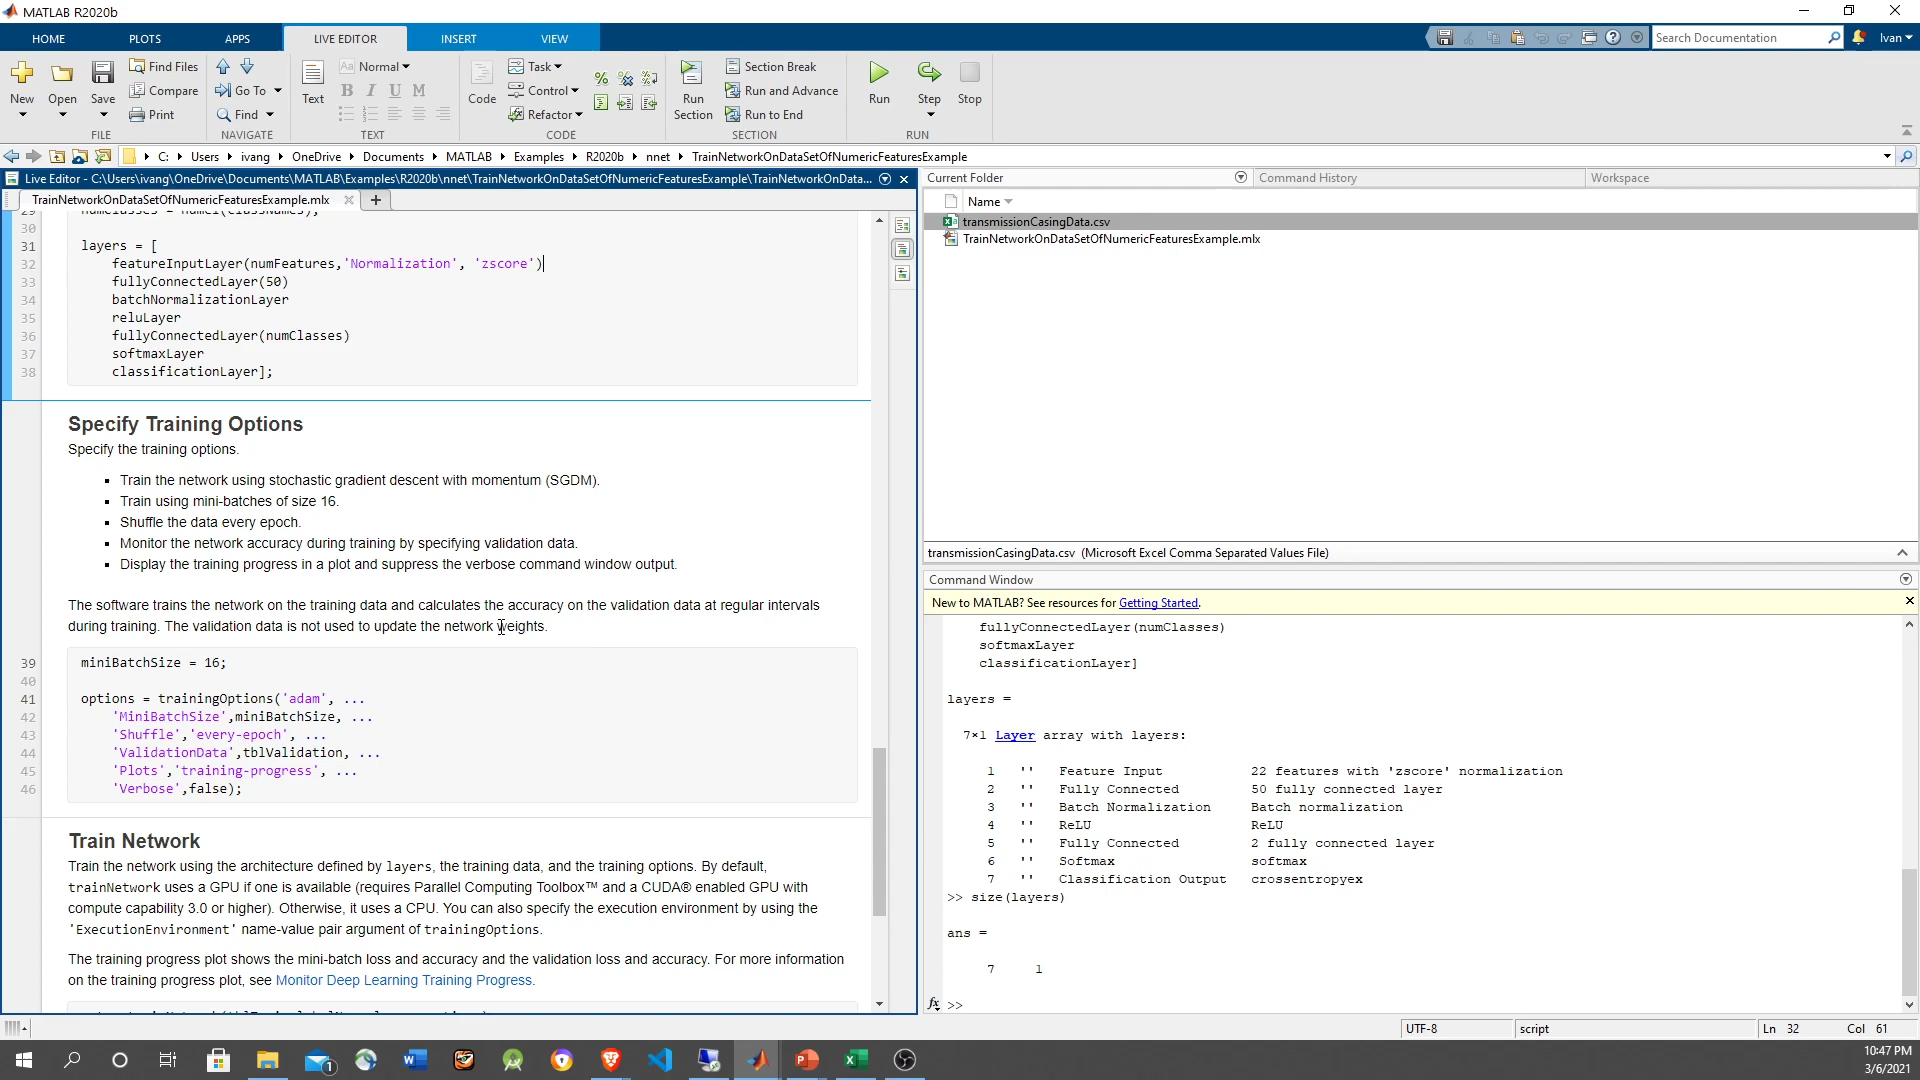 MATLAB R2020b
HOME PLOTS APPS LIVE EDITOR INSERT VIEW
Search Documentation
Ivan
New
Open
Save
Find Files
Compare
Print
FILE
Go To
Find
NAVIGATE
Text
Aa Normal
B I U M
TEXT
Code
Task
Control
Refactor
CODE
Run
Section
Section Break
Run and Advance
Run to End
SECTION
Run
Step
Stop
RUN
C: Users ivang OneDrive Documents MATLAB Examples R2020b nnet TrainNetworkOnDataSetOfNumericFeaturesExample
Live Editor - C:\Users\ivang\OneDrive\Documents\MATLAB\Examples\R2020b\nnet\TrainNetworkOnDataSetOfNumericFeaturesExample\TrainNetworkOnData...
TrainNetworkOnDataSetOfNumericFeaturesExample.mlx
29 numClasses = numel(classNames);
30
31 layers = [
32 featureInputLayer(numFeatures,'Normalization', 'zscore')
33 fullyConnectedLayer(50)
34 batchNormalizationLayer
35 reluLayer
36 fullyConnectedLayer(numClasses)
37 softmaxLayer
38 classificationLayer];
Specify Training Options
Specify the training options.
Train the network using stochastic gradient descent with momentum (SGDM).
Train using mini-batches of size 16.
Shuffle the data every epoch.
Monitor the network accuracy during training by specifying validation data.
Display the training progress in a plot and suppress the verbose command window output.
The software trains the network on the training data and calculates the accuracy on the validation data at regular intervals
during training. The validation data is not used to update the network weights.
39 miniBatchSize = 16;
40
41 options = trainingOptions('adam', ...
42 'MiniBatchSize',miniBatchSize, ...
43 'Shuffle','every-epoch', ...
44 'ValidationData',tblValidation, ...
45 'Plots','training-progress', ...
46 'Verbose',false);
Train Network
Train the network using the architecture defined by layers, the training data, and the training options. By default,
trainNetwork uses a GPU if one is available (requires Parallel Computing Toolbox™ and a CUDA® enabled GPU with
compute capability 3.0 or higher). Otherwise, it uses a CPU. You can also specify the execution environment by using the
'ExecutionEnvironment' name-value pair argument of trainingOptions.
The training progress plot shows the mini-batch loss and accuracy and the validation loss and accuracy. For more information
on the training progress plot, see Monitor Deep Learning Training Progress.
Current Folder
Command History
Workspace
Name
transmissionCasingData.csv
TrainNetworkOnDataSetOfNumericFeaturesExample.mlx
transmissionCasingData.csv (Microsoft Excel Comma Separated Values File)
Command Window
New to MATLAB? See resources for Getting Started.
fullyConnectedLayer(numClasses)
softmaxLayer
classificationLayer]
layers =
7×1 Layer array with layers:
1 '' Feature Input 22 features with 'zscore' normalization
2 '' Fully Connected 50 fully connected layer
3 '' Batch Normalization Batch normalization
4 '' ReLU ReLU
5 '' Fully Connected 2 fully connected layer
6 '' Softmax softmax
7 '' Classification Output crossentropyex
>> size(layers)
ans =
7 1
fx >>
UTF-8
script
Ln 32 Col 61
10:47 PM
3/6/2021